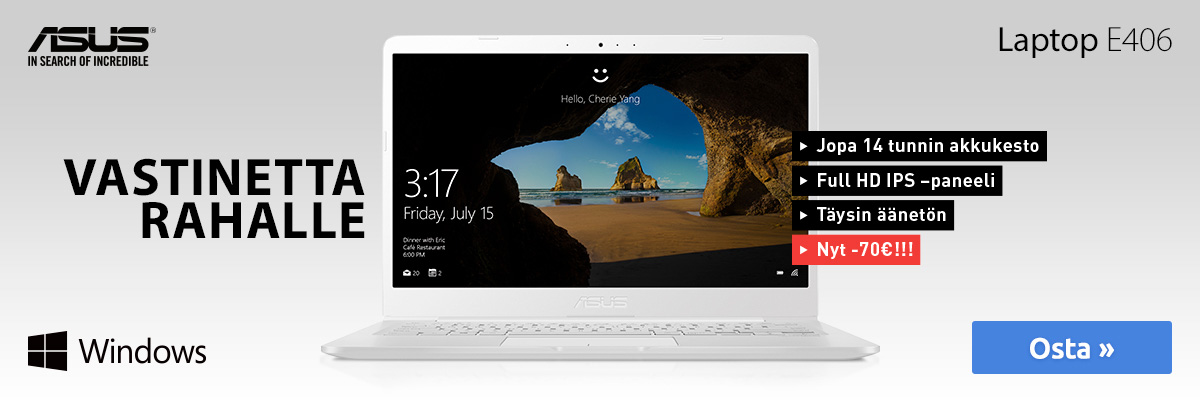 ASUS
IN SEARCH OF INCREDIBLE
Laptop E406
VASTINETTA
RAHALLE
Hello, Cherie Yang
3:17
Friday, July 15
Dinner with Eric
Café Restaurant
6:00 PM
20 2
Jopa 14 tunnin akkukesto
Full HD IPS –paneeli
Täysin äänetön
Nyt -70€!!!
ASUS
Windows
Osta »